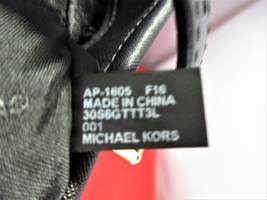 AP-1605 F16
MADE IN CHINA
30S6GTTT3L
001
MICHAEL KORS